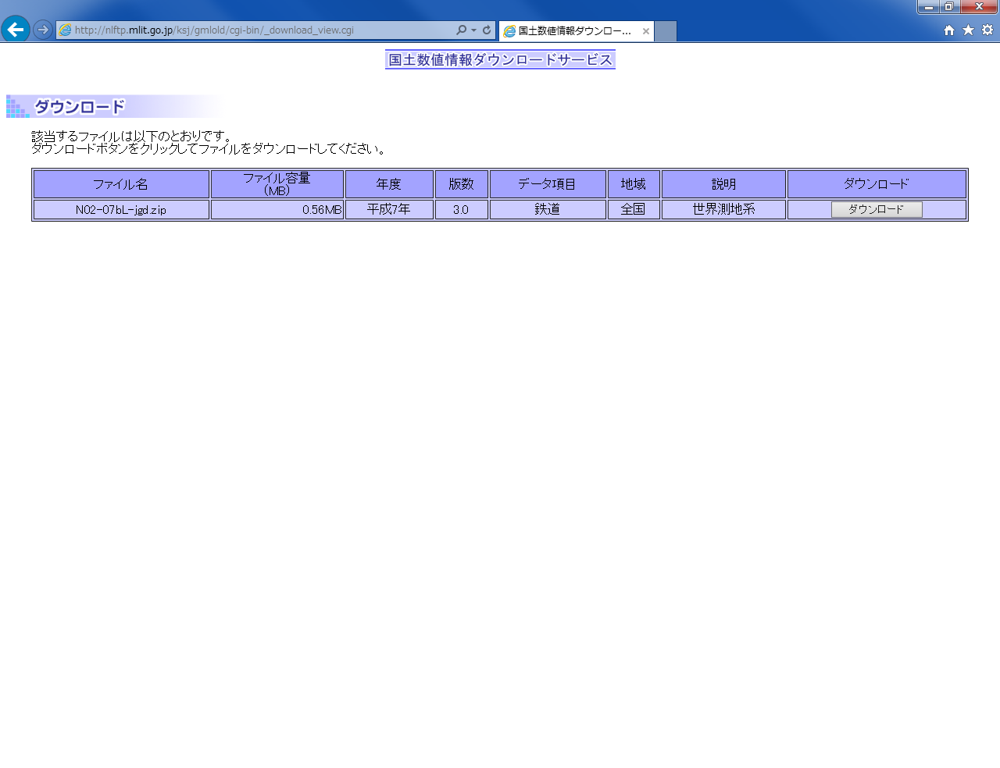 http://nlftp.mlit.go.jp/ksj/gmlold/cgi-bin/_download_view.cgi
国土数値情報ダウンロー...
国土数値情報ダウンロードサービス
ダウンロード
該当するファイルは以下のとおりです。
ダウンロードボタンをクリックしてファイルをダウンロードしてください。
ファイル名 ファイル容量 (MB) 年度 版数 データ項目 地域 説明 ダウンロード
N02-07bL-jgd.zip 0.56MB 平成7年 3.0 鉄道 全国 世界測地系 ダウンロード